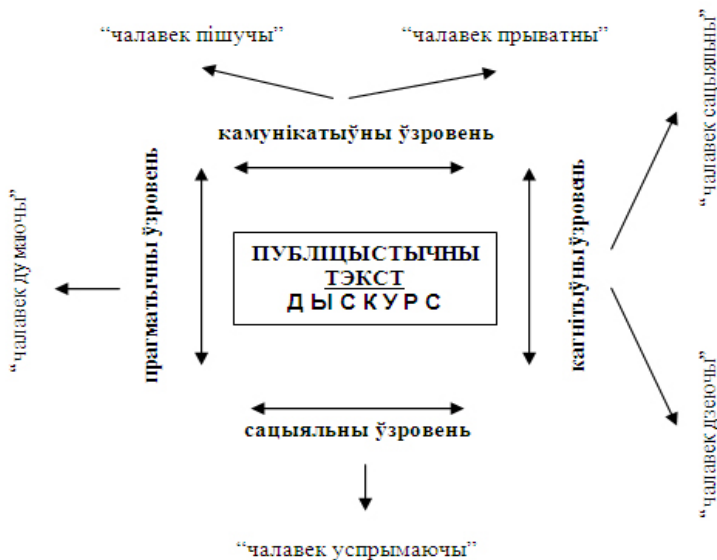 “чалавек пішучы”
“чалавек прыватны”
“чалавек сацыяльны”
камунікатыўны ўзровень
“чалавек думаючы”
прагматычны ўзровень
ПУБЛІЦЫСТЫЧНЫ
ТЭКСТ
ДЫСКУРС
кагнітыўны ўзровень
сацыяльны ўзровень
“чалавек дзеючы”
“чалавек успрымаючы”